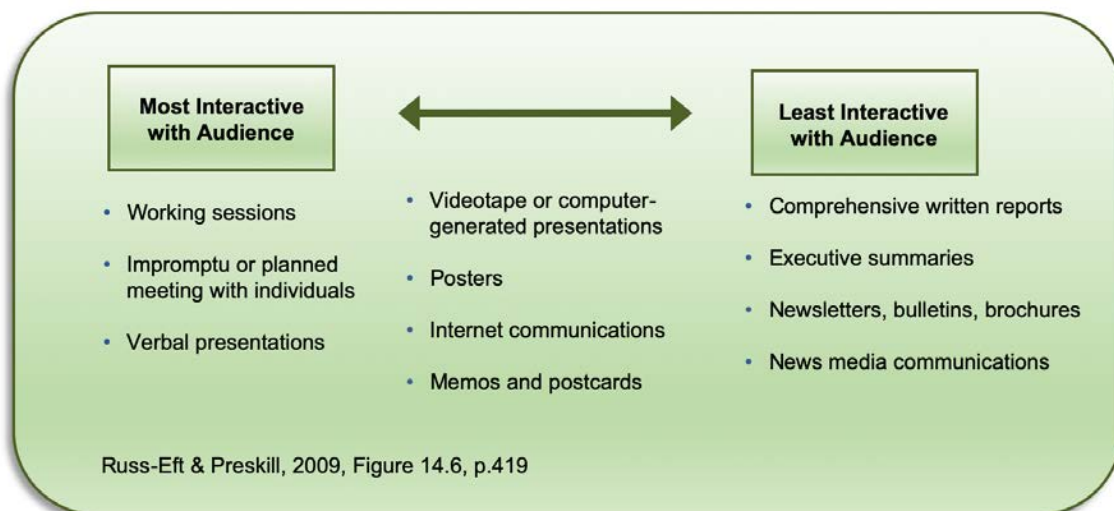 Most Interactive
with Audience
• Working sessions
• Impromptu or planned
meeting with individuals
• Verbal presentations
• Videotape or computer-
generated presentations
• Posters
• Internet communications
• Memos and postcards
Least Interactive
with Audience
• Comprehensive written reports
• Executive summaries
• Newsletters, bulletins, brochures
• News media communications
Russ-Eft & Preskill, 2009, Figure 14.6, p.419